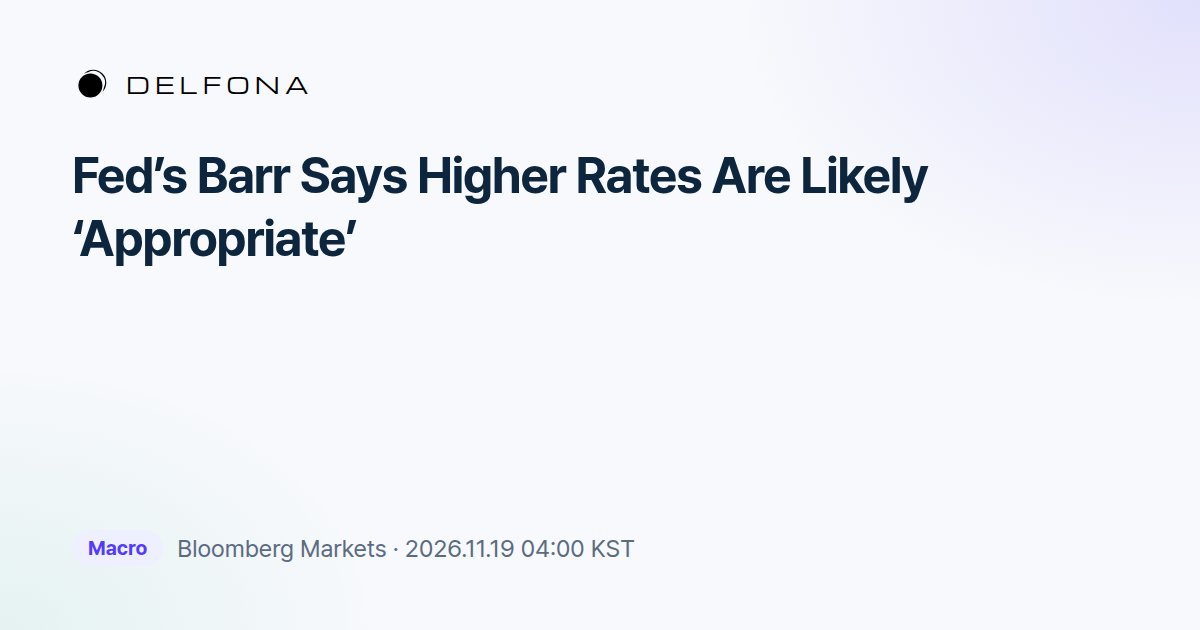 DELFONA
Fed’s Barr Says Higher Rates Are Likely
‘Appropriate’
Macro Bloomberg Markets · 2026.11.19 04:00 KST